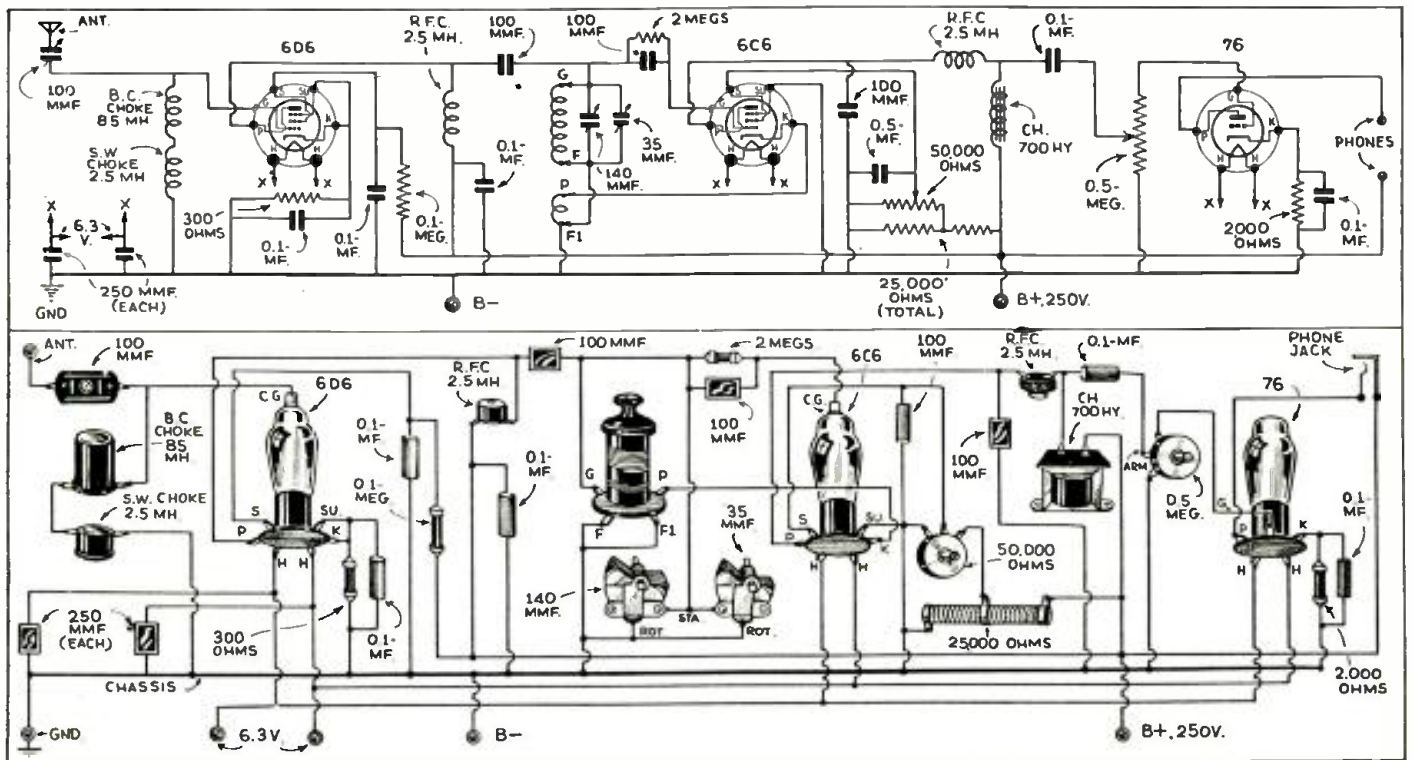 ANT.
100
MMF
B.C.
CHOKE
85 MH
S.W
CHOKE
2.5 MH
X
X
6.3
V.
250 MMF.
(EACH)
GND
6D6
G
S
SU
P
K
H
H
X
X
300
OHMS
0.1-
MF.
0.1-
MF.
0.1-
MEG.
R.F.C.
2.5 MH.
100
MMF.
0.1-
MF.
B-
100
MMF.
2 MEGS
G
F
P
F1
140
MMF.
35
MMF.
6C6
G
S
SU
P
K
H
H
X
X
100
MMF.
0.5-
MF.
50,000
OHMS
25,000
OHMS
(TOTAL)
R.F.C
2.5 MH
CH.
700 HY
B+,250V.
0.1-
MF.
0.5-
MEG.
76
G
P
K
H
H
X
X
2,000
OHMS
0.1-
MF.
PHONES
ANT.
100
MMF
B.C
CHOKE
85
MH.
S.W. CHOKE
2.5 MH
250
MMF
(EACH)
CHASSIS
GND
6.3 V.
6D6
C G
S
SU.
P
K
H
H
300
OHMS
0.1-
MF
0.1-
MF.
0.1-
MEG.
R.F.C
2.5 MH
0.1-
MF.
B-
100 MMF
G
P
F
F1
140
MMF.
ROT
STA
35
MMF
ROT.
2 MEGS
100
MMF
6C6
C G
S
SU.
P
K
H
H
100
MMF
50,000
OHMS
25,000 OHMS
100
MMF
R.F.C
2.5 MH
0.1-MF.
CH
700 HY.
ARM
0.5
MEG.
B+,250V.
PHONE
JACK
76
G
P
K
H
H
0.1-
MF.
2,000
OHMS